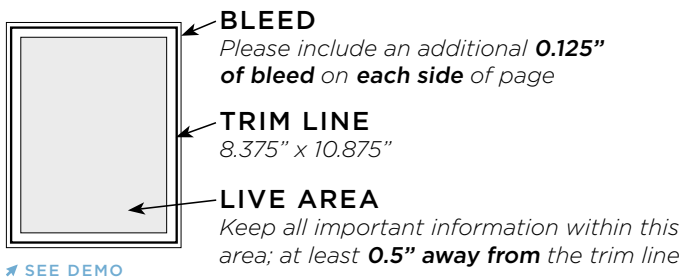 BLEED
Please include an additional 0.125”
of bleed on each side of page
TRIM LINE
8.375” x 10.875”
LIVE AREA
Keep all important information within this
area; at least 0.5” away from the trim line
SEE DEMO